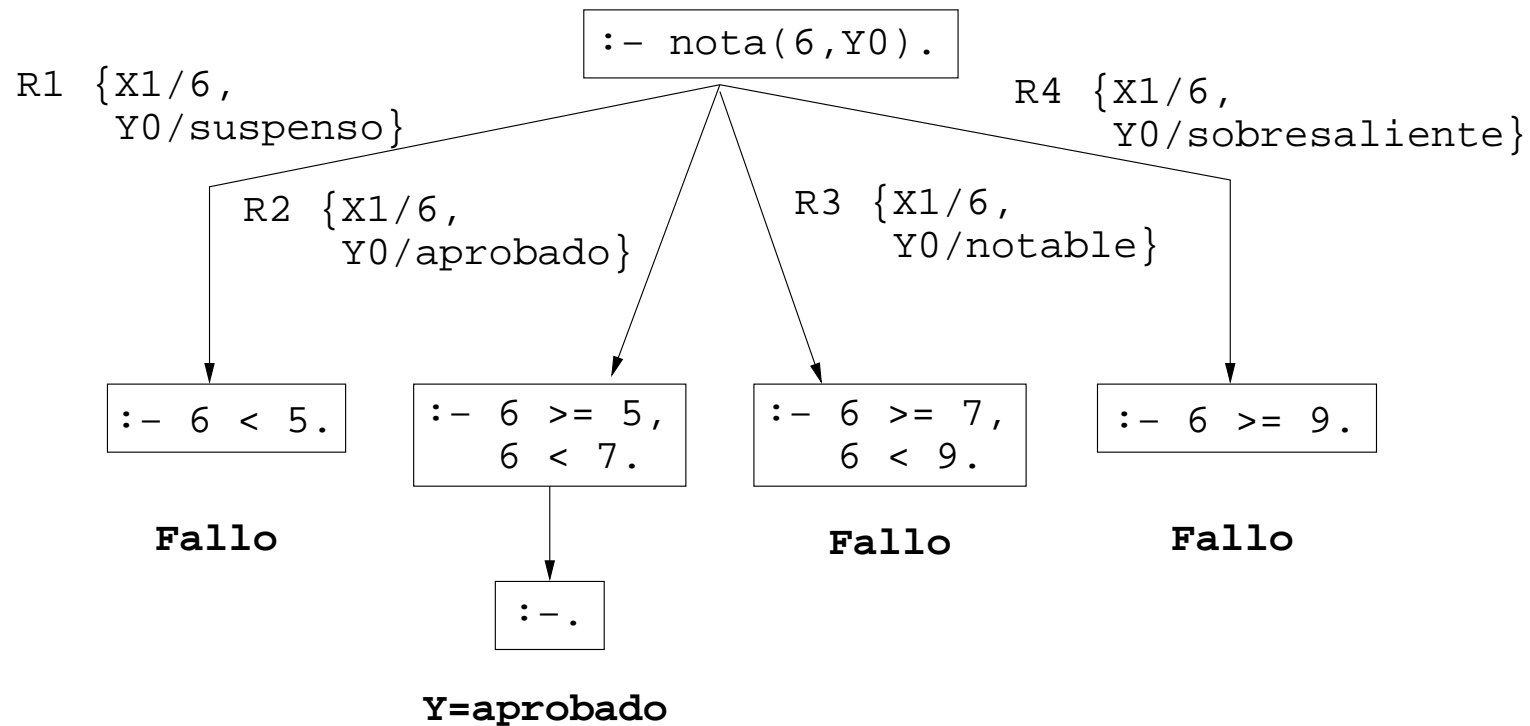 :- nota(6,Y0).
R1 {X1/6,
Y0/suspenso}
R4 {X1/6,
Y0/sobresaliente}
R2 {X1/6,
Y0/aprobado}
R3 {X1/6,
Y0/notable}
:- 6 < 5.
:- 6 >= 5,
6 < 7.
:- 6 >= 7,
6 < 9.
:- 6 >= 9.
Fallo
Fallo
Fallo
:-.
Y=aprobado